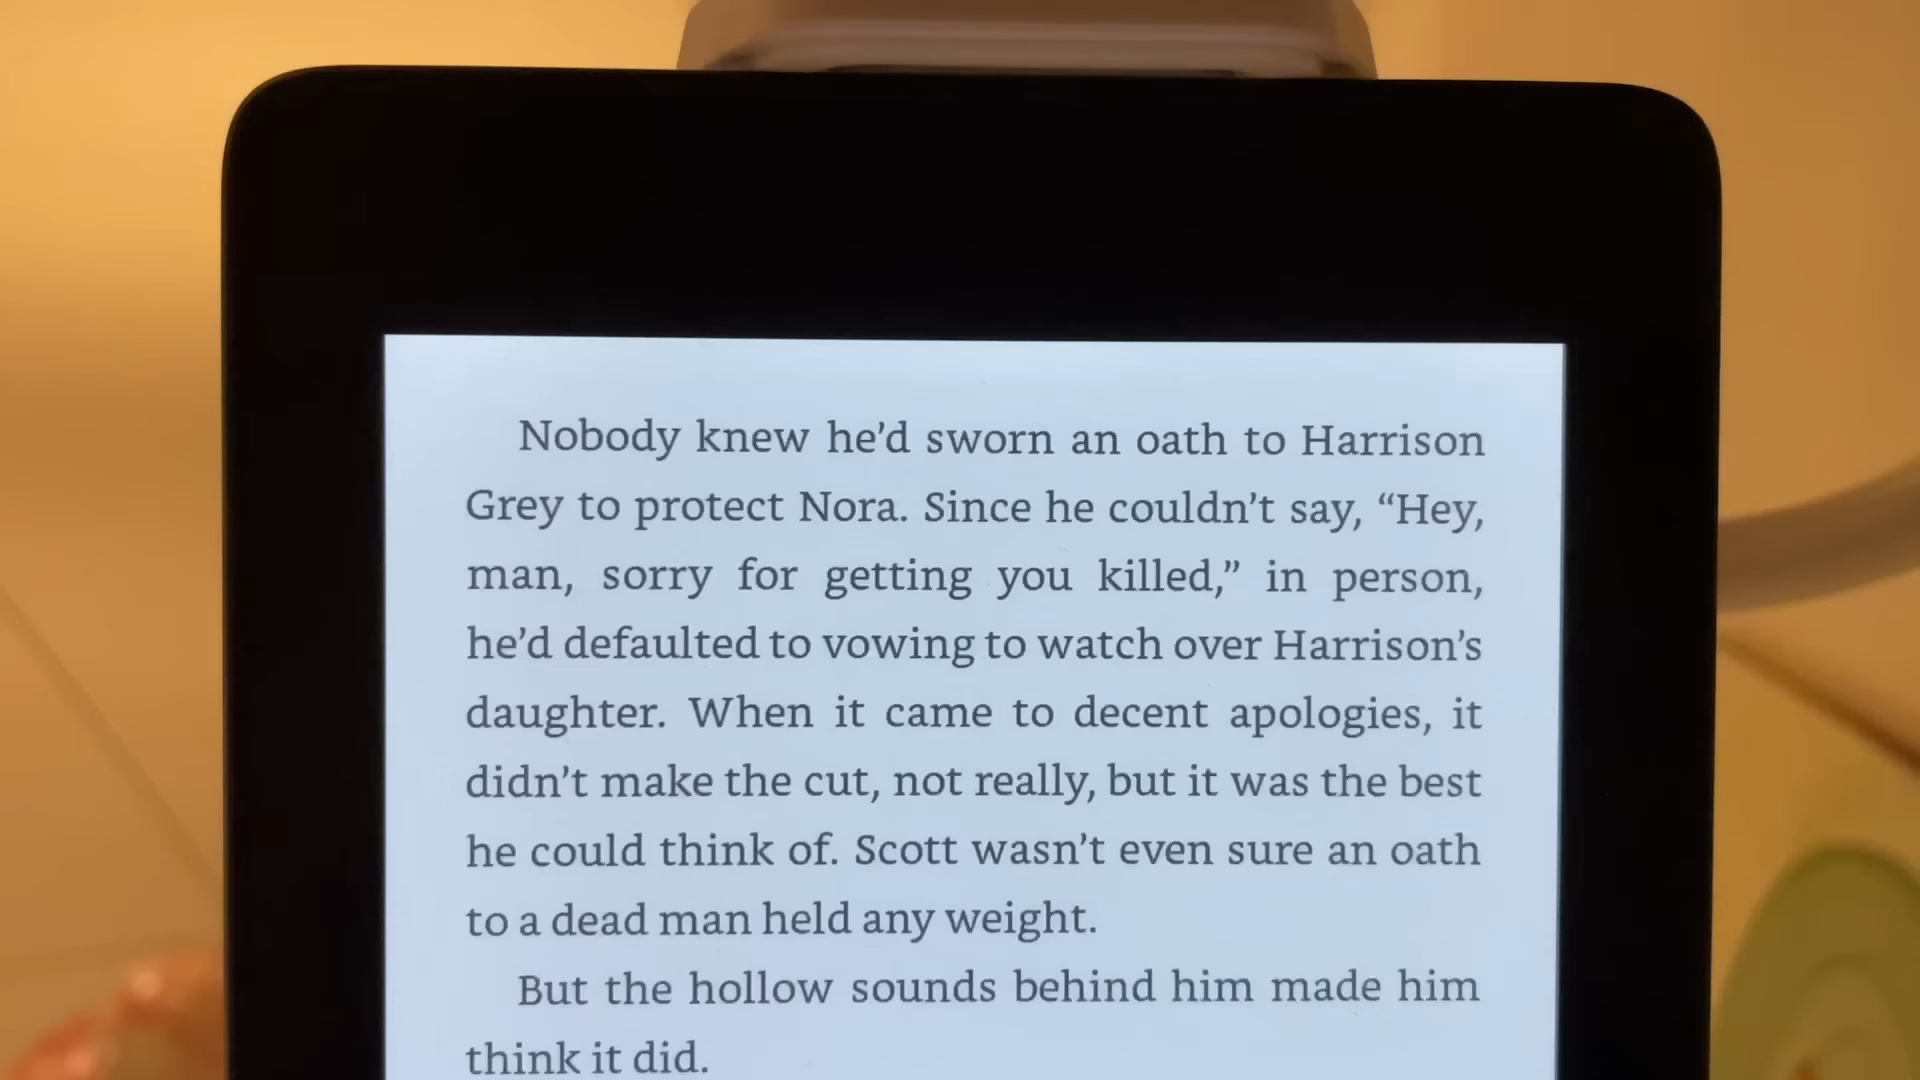 Nobody knew he’d sworn an oath to Harrison
Grey to protect Nora. Since he couldn’t say, “Hey,
man, sorry for getting you killed,” in person,
he’d defaulted to vowing to watch over Harrison’s
daughter. When it came to decent apologies, it
didn’t make the cut, not really, but it was the best
he could think of. Scott wasn’t even sure an oath
to a dead man held any weight.
But the hollow sounds behind him made him
think it did.